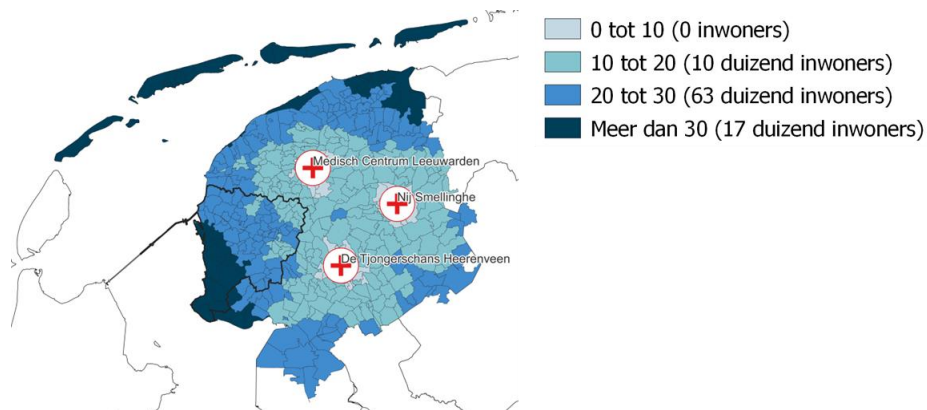 0 tot 10 (0 inwoners)
10 tot 20 (10 duizend inwoners)
20 tot 30 (63 duizend inwoners)
Meer dan 30 (17 duizend inwoners)
Medisch Centrum Leeuwarden
Nij Smellinghe
De Tjongerschans Heerenveen